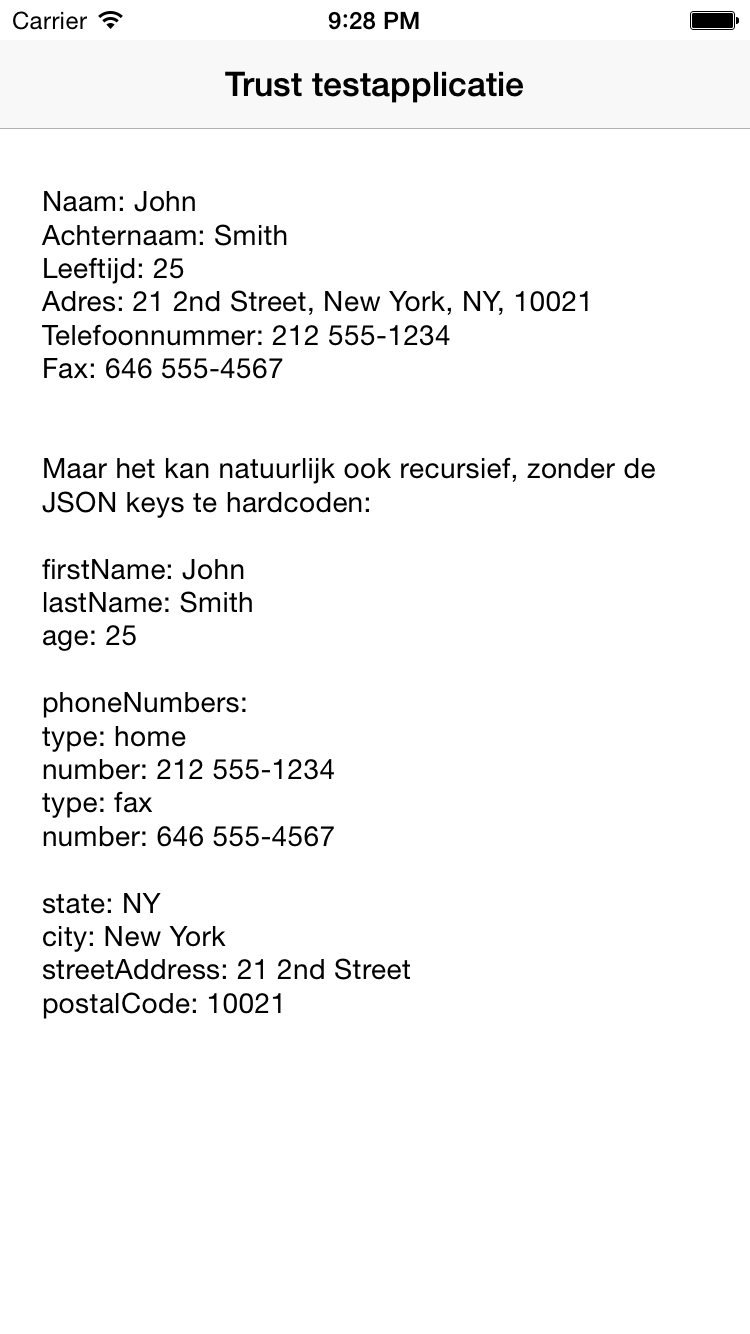 Carrier 9:28 PM
Trust testapplicatie
Naam: John
Achternaam: Smith
Leeftijd: 25
Adres: 21 2nd Street, New York, NY, 10021
Telefoonnummer: 212 555-1234
Fax: 646 555-4567
Maar het kan natuurlijk ook recursief, zonder de
JSON keys te hardcoden:
firstName: John
lastName: Smith
age: 25
phoneNumbers:
type: home
number: 212 555-1234
type: fax
number: 646 555-4567
state: NY
city: New York
streetAddress: 21 2nd Street
postalCode: 10021